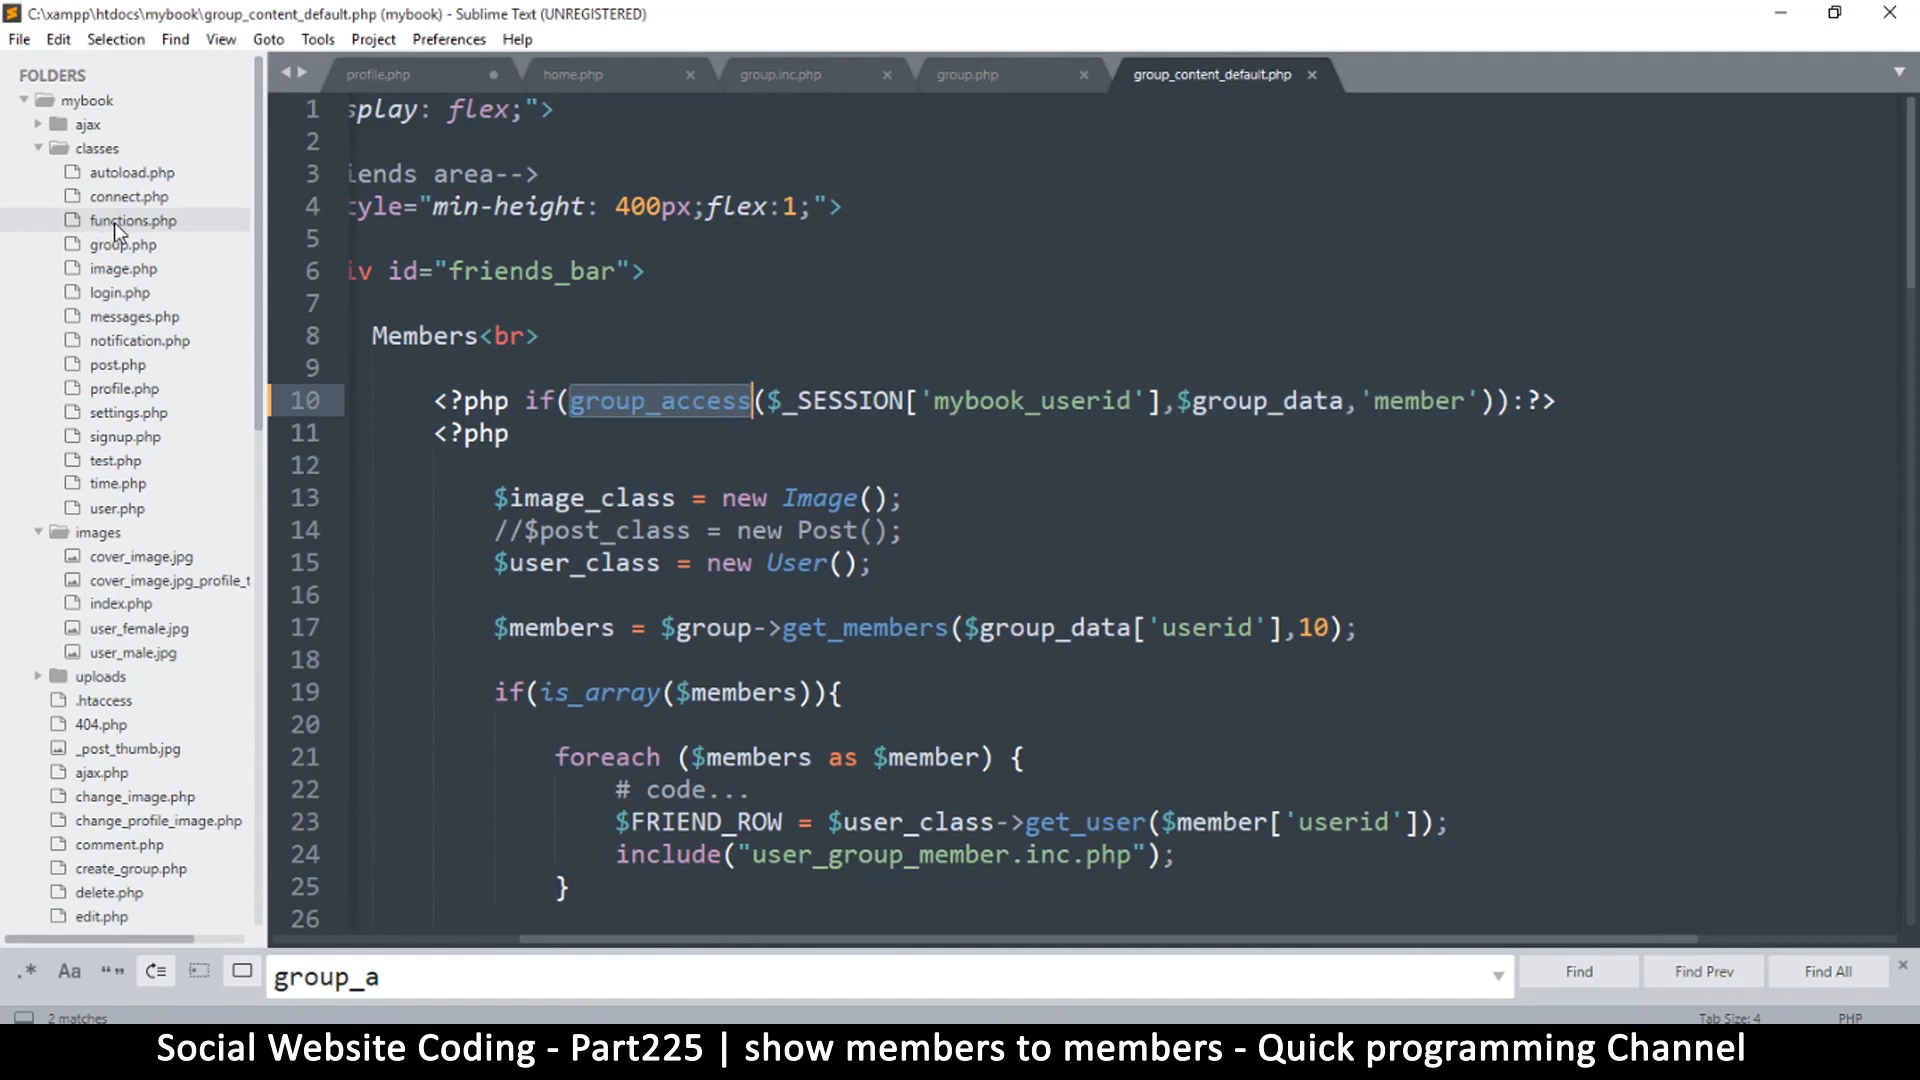 C:\xampp\htdocs\mybook\group_content_default.php (mybook) - Sublime Text (UNREGISTERED)
File Edit Selection Find View Goto Tools Project Preferences Help
FOLDERS
mybook
ajax
classes
autoload.php
connect.php
functions.php
group.php
image.php
login.php
messages.php
notification.php
post.php
profile.php
settings.php
signup.php
test.php
time.php
user.php
images
cover_image.jpg
cover_image.jpg_profile_t
index.php
user_female.jpg
user_male.jpg
uploads
.htaccess
404.php
_post_thumb.jpg
ajax.php
change_image.php
change_profile_image.php
comment.php
create_group.php
delete.php
edit.php
profile.php home.php group.inc.php group.php group_content_default.php
1 splay: flex;">
2
3 iends area-->
4 tyle="min-height: 400px;flex:1;">
5
6 iv id="friends_bar">
7
8 Members<br>
9
10 <?php if(group_access($_SESSION['mybook_userid'],$group_data,'member')):?>
11 <?php
12
13 $image_class = new Image();
14 //$post_class = new Post();
15 $user_class = new User();
16
17 $members = $group->get_members($group_data['userid'],10);
18
19 if(is_array($members)){
20
21 foreach ($members as $member) {
22 # code...
23 $FRIEND_ROW = $user_class->get_user($member['userid']);
24 include("user_group_member.inc.php");
25 }
26
.* Aa “” group_a Find Find Prev Find All
2 matches Tab Size: 4 PHP
Social Website Coding - Part225 | show members to members - Quick programming Channel